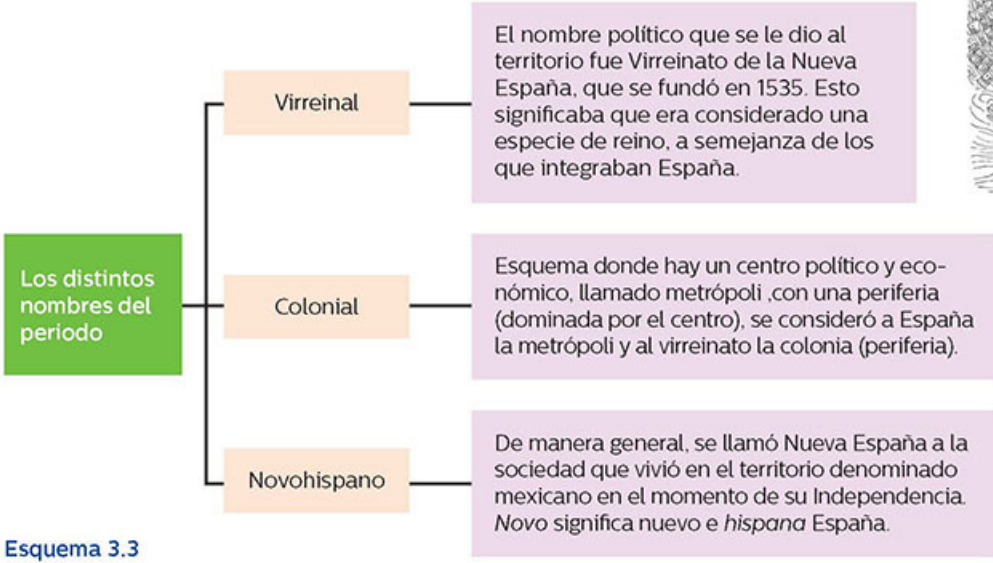 El nombre político que se le dio al
territorio fue Virreinato de la Nueva
España, que se fundó en 1535. Esto
significaba que era considerado una
especie de reino, a semejanza de los
que integraban España.
Virreinal
Los distintos
nombres del
periodo
Colonial
Esquema donde hay un centro político y eco-
nómico, llamado metrópoli ,con una periferia
(dominada por el centro), se consideró a España
la metrópoli y al virreinato la colonia (periferia).
Novohispano
De manera general, se llamó Nueva España a la
sociedad que vivió en el territorio denominado
mexicano en el momento de su Independencia.
Novo significa nuevo e hispana España.
Esquema 3.3